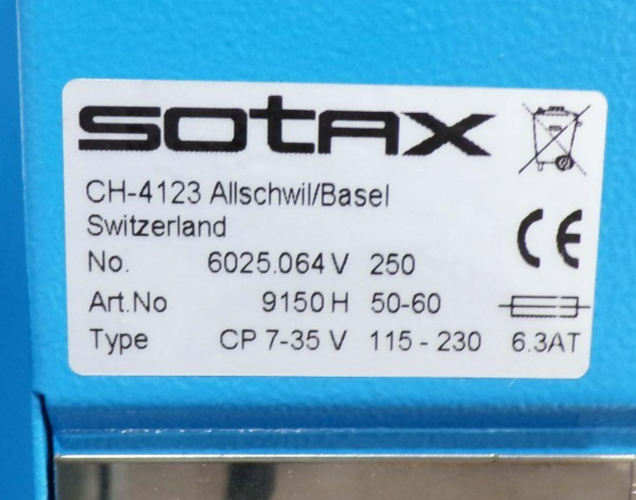 sotax
CH-4123 Allschwil/Basel
Switzerland
CE
No. 6025.064 V 250
Art.No 9150 H 50-60
Type CP 7-35 V 115 - 230 6.3AT